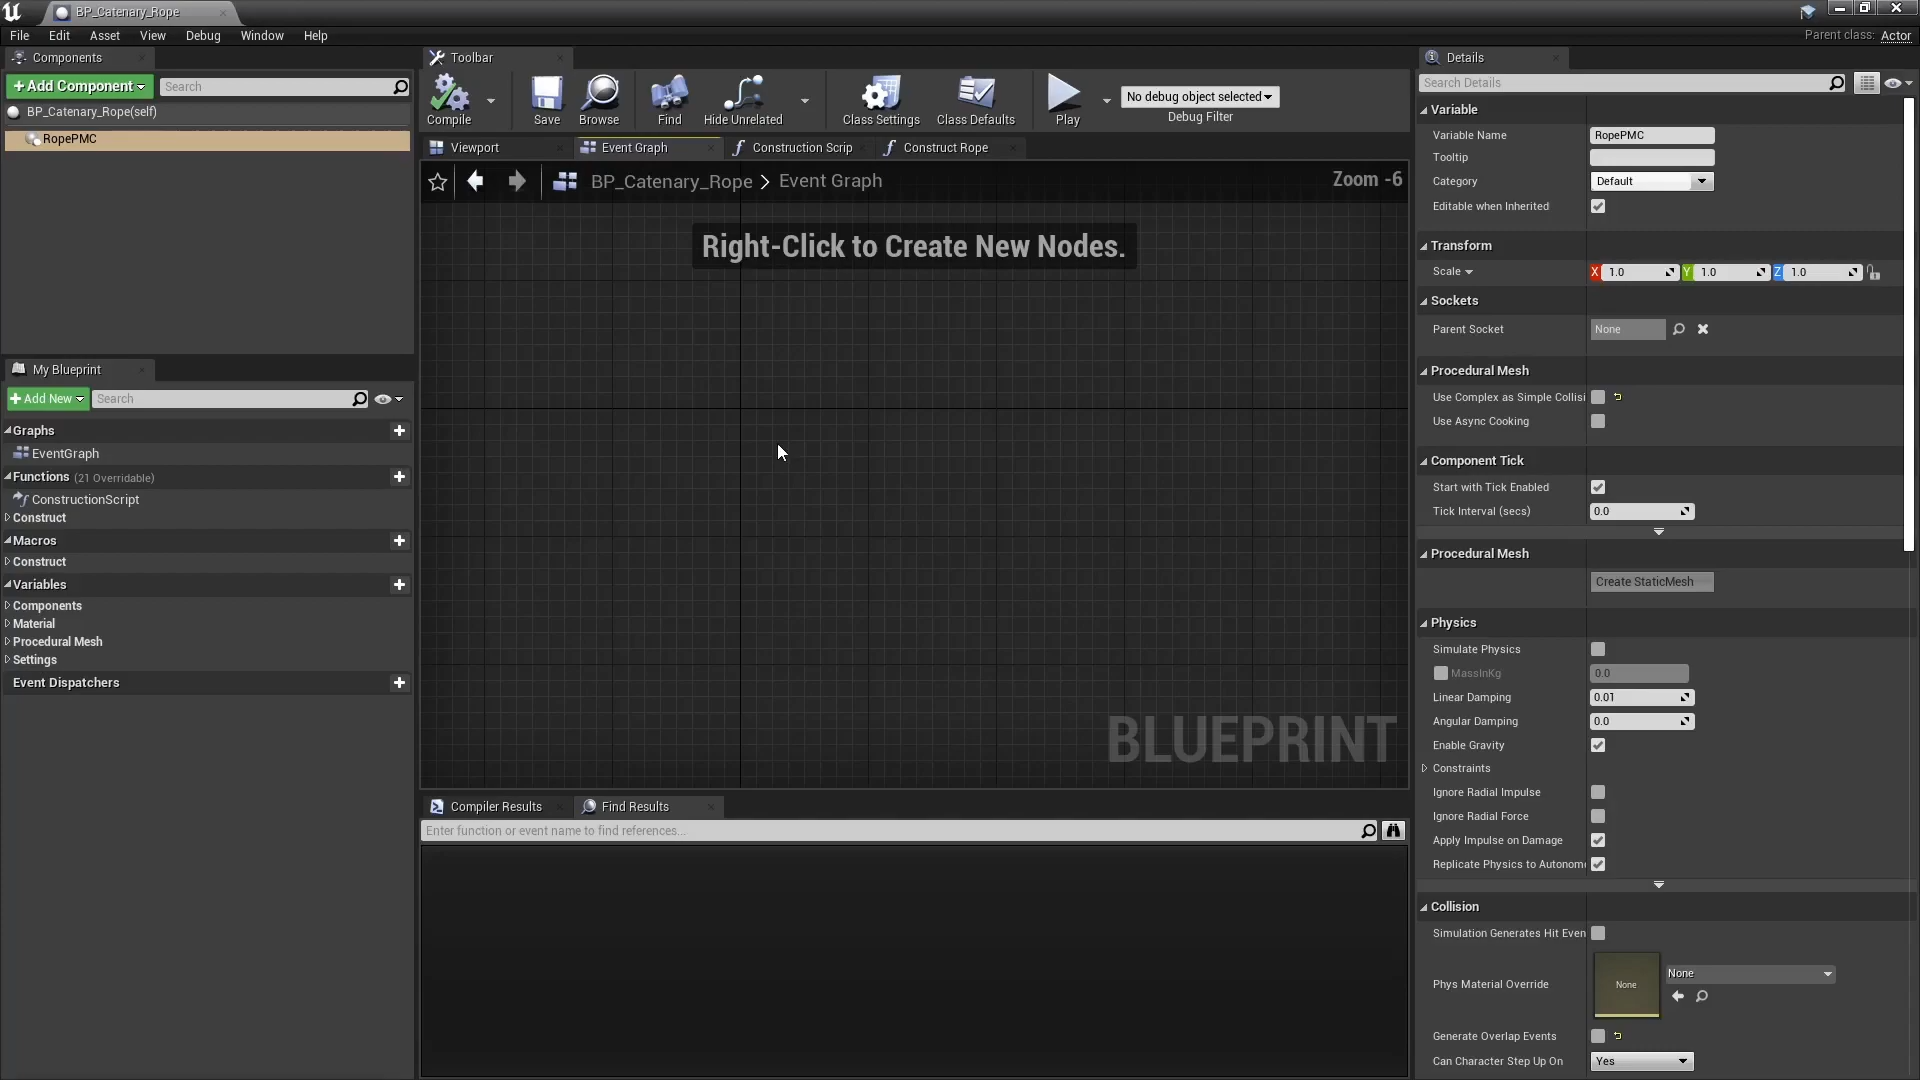 BP_Catenary_Rope
File Edit Asset View Debug Window Help
Parent class: Actor
Components
+Add Component
Search
BP_Catenary_Rope(self)
RopePMC
My Blueprint
+Add New
Search
Graphs
EventGraph
Functions (21 Overridable)
ConstructionScript
Construct
Macros
Construct
Variables
Components
Material
Procedural Mesh
Settings
Event Dispatchers
Toolbar
Compile
Save
Browse
Find
Hide Unrelated
Class Settings
Class Defaults
Play
No debug object selected
Debug Filter
Viewport
Event Graph
Construction Scrip
Construct Rope
BP_Catenary_Rope > Event Graph
Zoom -6
Right-Click to Create New Nodes.
BLUEPRINT
Compiler Results
Find Results
Enter function or event name to find references...
Details
Search Details
Variable
Variable Name RopePMC
Tooltip
Category Default
Editable when Inherited
Transform
Scale X 1.0 Y 1.0 Z 1.0
Sockets
Parent Socket None
Procedural Mesh
Use Complex as Simple Collisi
Use Async Cooking
Component Tick
Start with Tick Enabled
Tick Interval (secs) 0.0
Procedural Mesh
Create StaticMesh
Physics
Simulate Physics
MassInKg 0.0
Linear Damping 0.01
Angular Damping 0.0
Enable Gravity
Constraints
Ignore Radial Impulse
Ignore Radial Force
Apply Impulse on Damage
Replicate Physics to Autonom
Collision
Simulation Generates Hit Even
Phys Material Override None None
Generate Overlap Events
Can Character Step Up On Yes